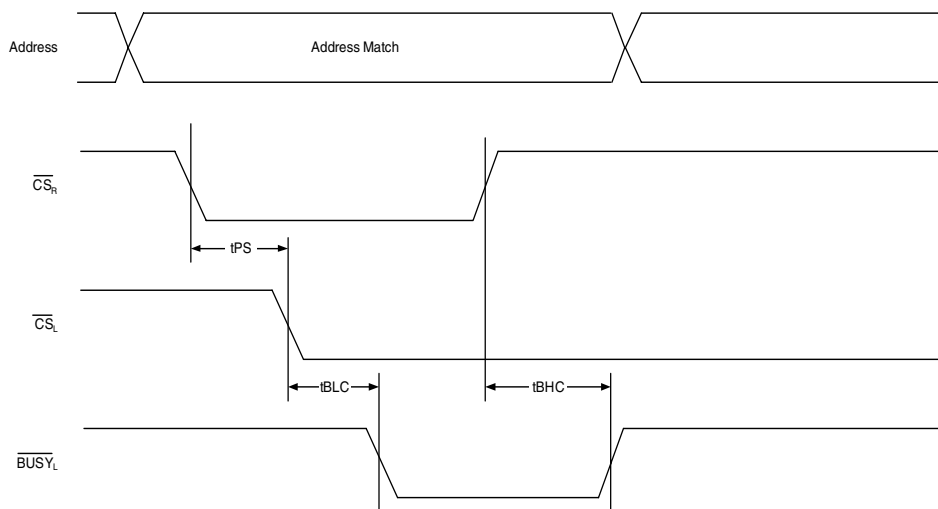 Address
Address Match
CS_R
tPS
CS_L
tBLC
tBHC
BUSY_L